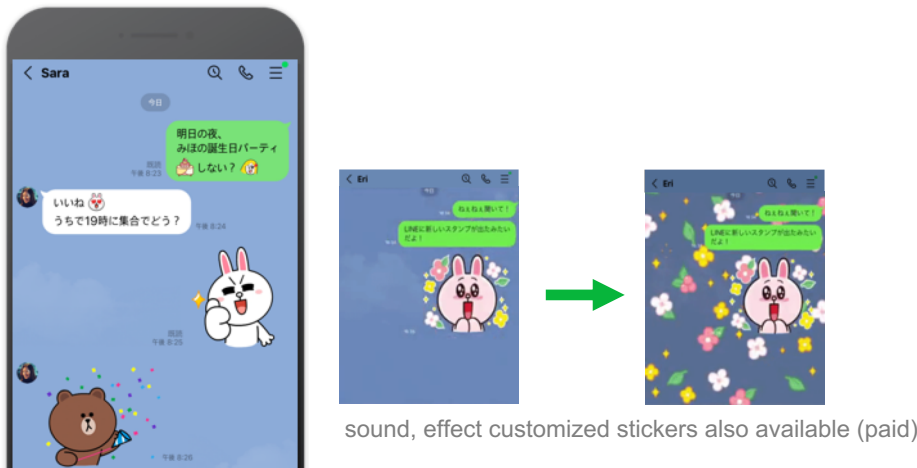 Sara
今日
明日の夜、
みほの誕生日パーティ
しない？
既読
午後 8:23
いいね
うちで19時に集合でどう？
午後 8:24
既読
午後 8:25
午後 8:26
Eri
今日
ねぇねぇ聞いて！
LINEに新しいスタンプが出たみたい
だよ！
Eri
今日
ねぇねぇ聞いて！
LINEに新しいスタンプが出たみたい
だよ！
sound, effect customized stickers also available (paid)